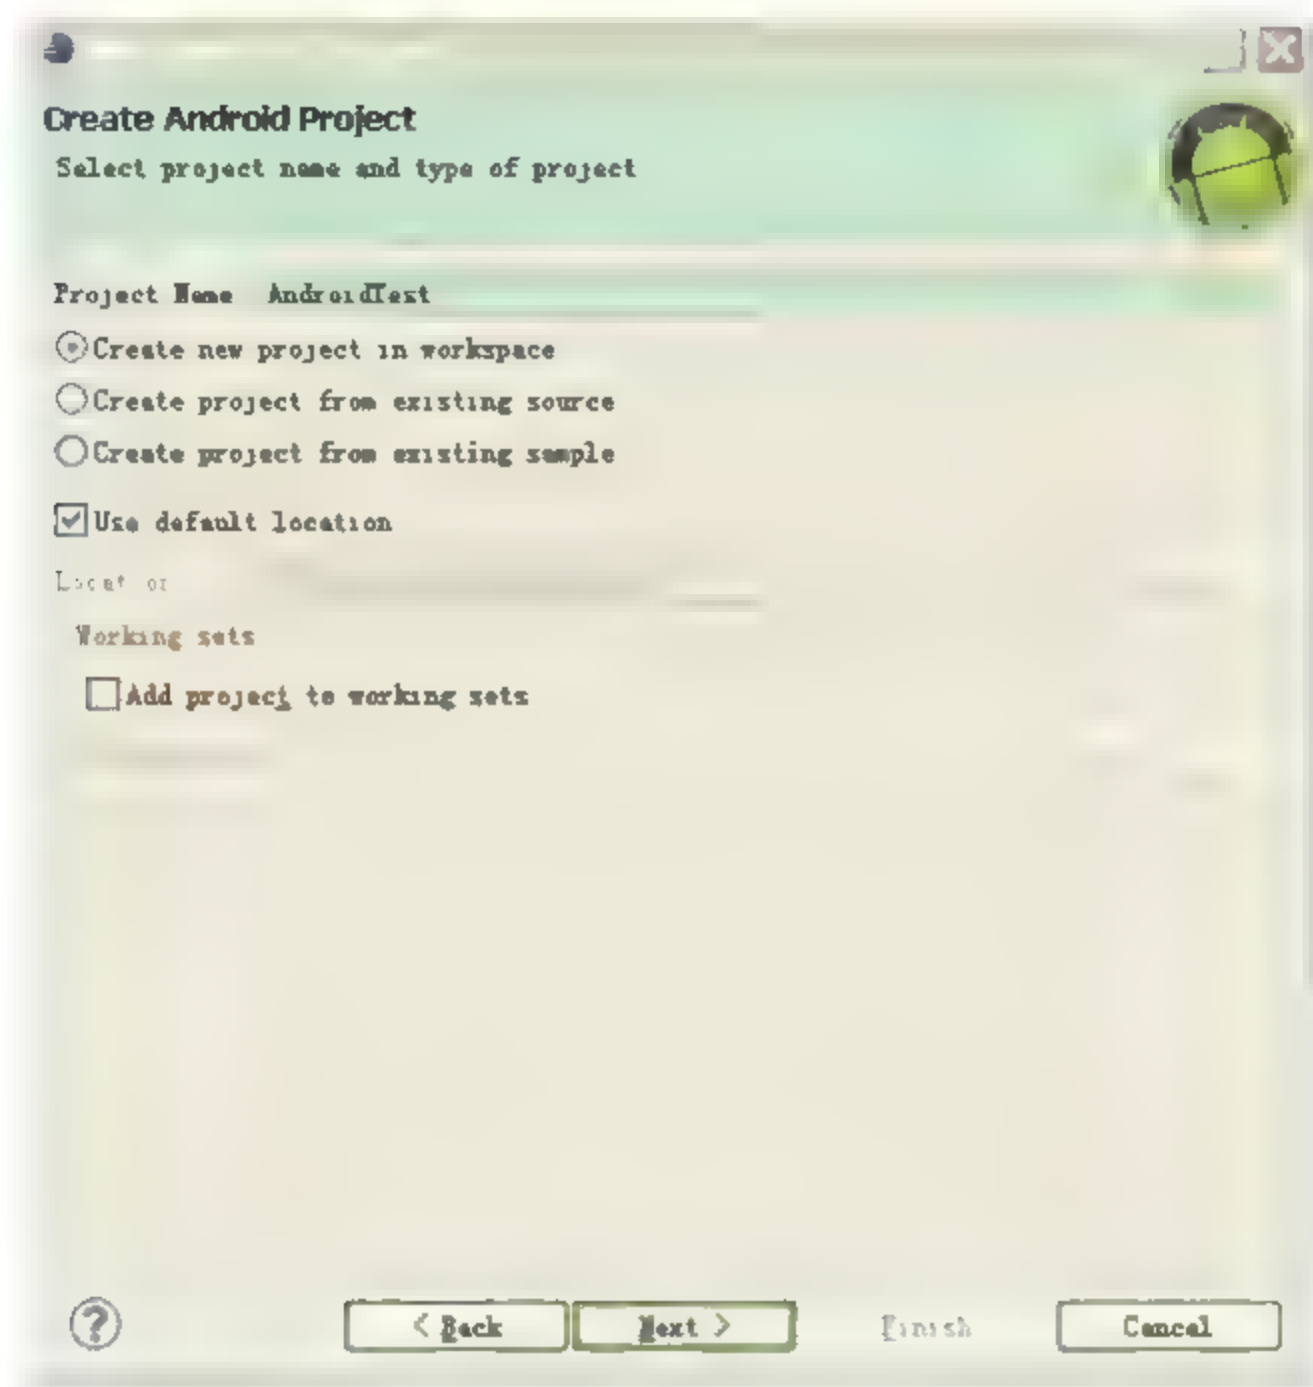 Create Android Project
Select project name and type of project
Project Name AndroidTest
Create new project in workspace
Create project from existing source
Create project from existing sample
Use default location
Location
Working sets
Add project to working sets
?
< Back Next > Finish Cancel